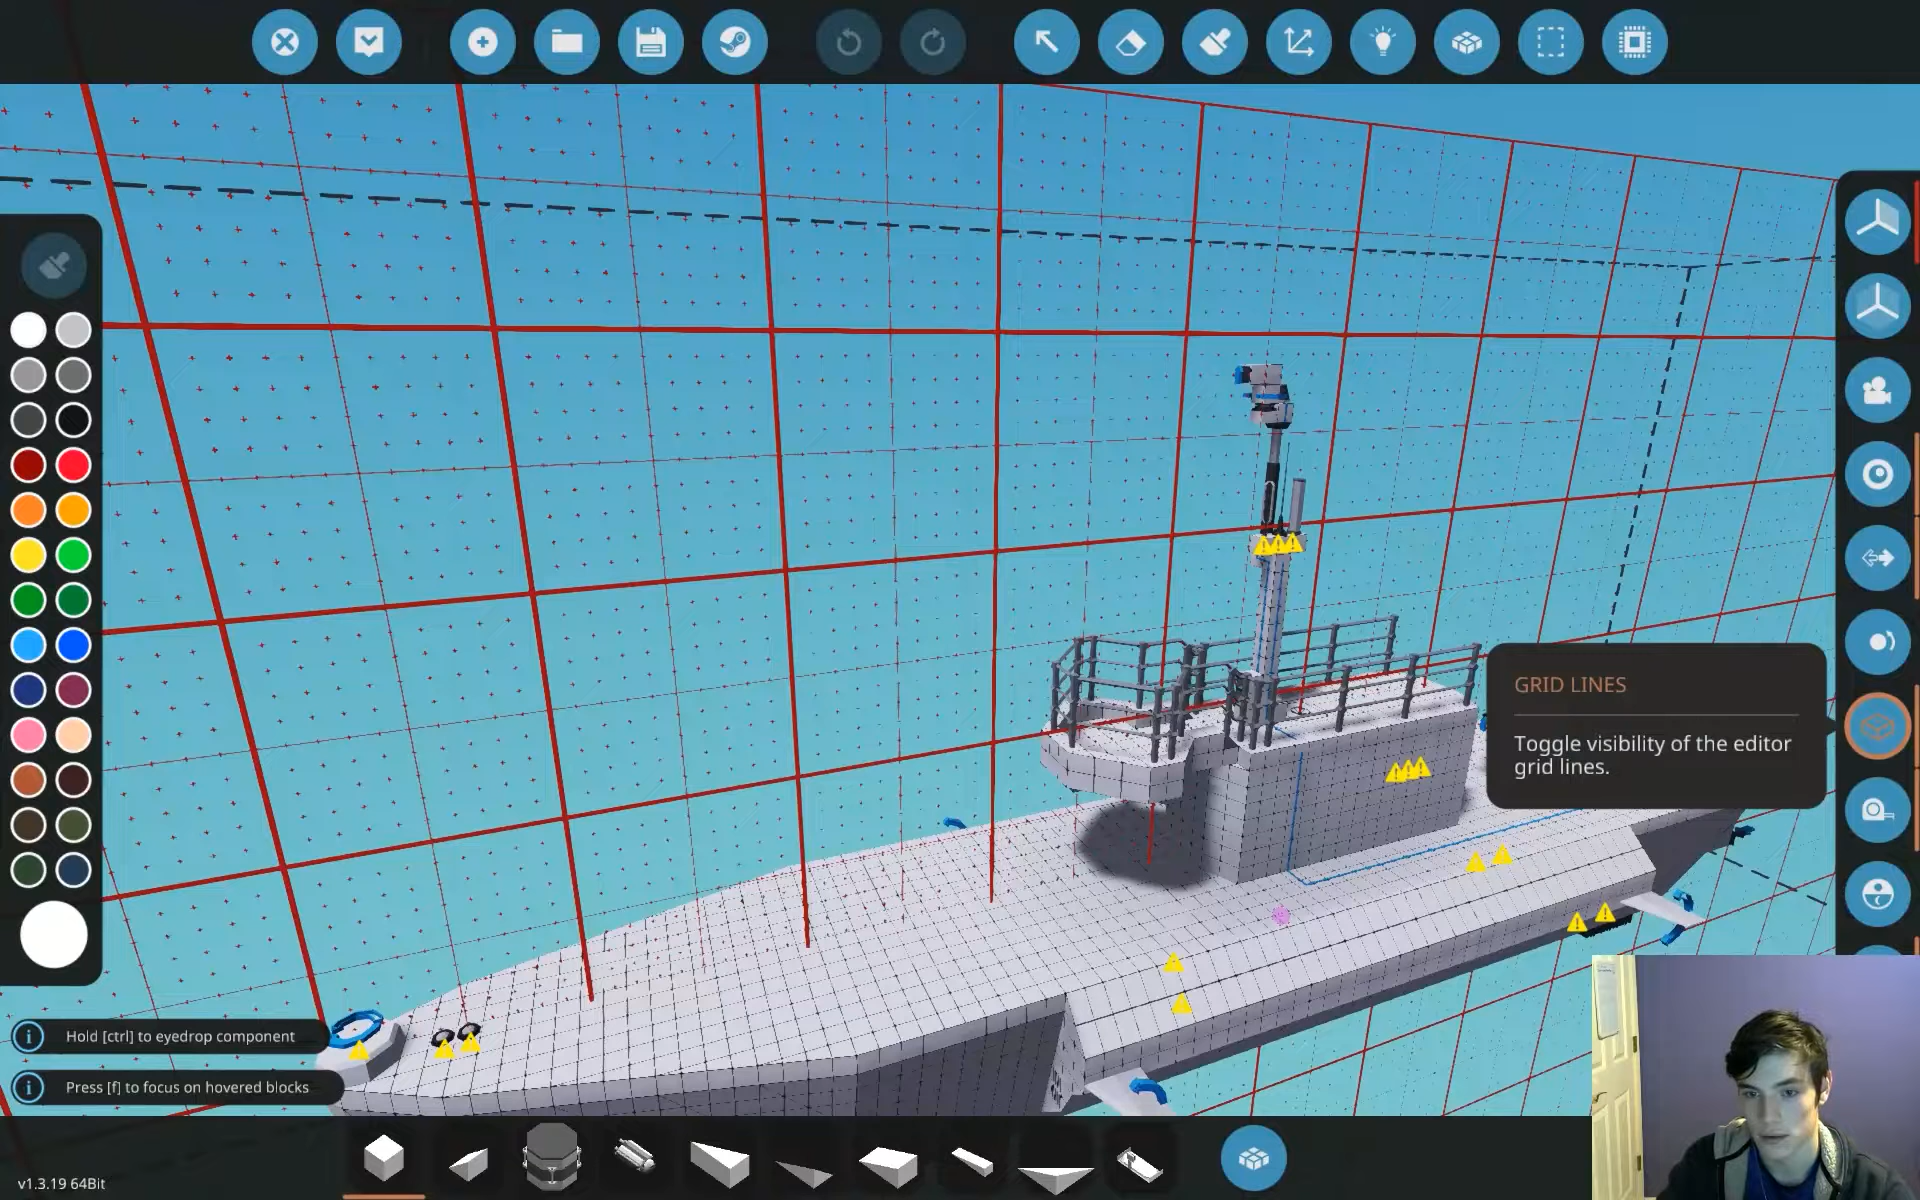 GRID LINES
Toggle visibility of the editor
grid lines.
Hold [ctrl] to eyedrop component
Press [f] to focus on hovered blocks
v1.3.19 64Bit